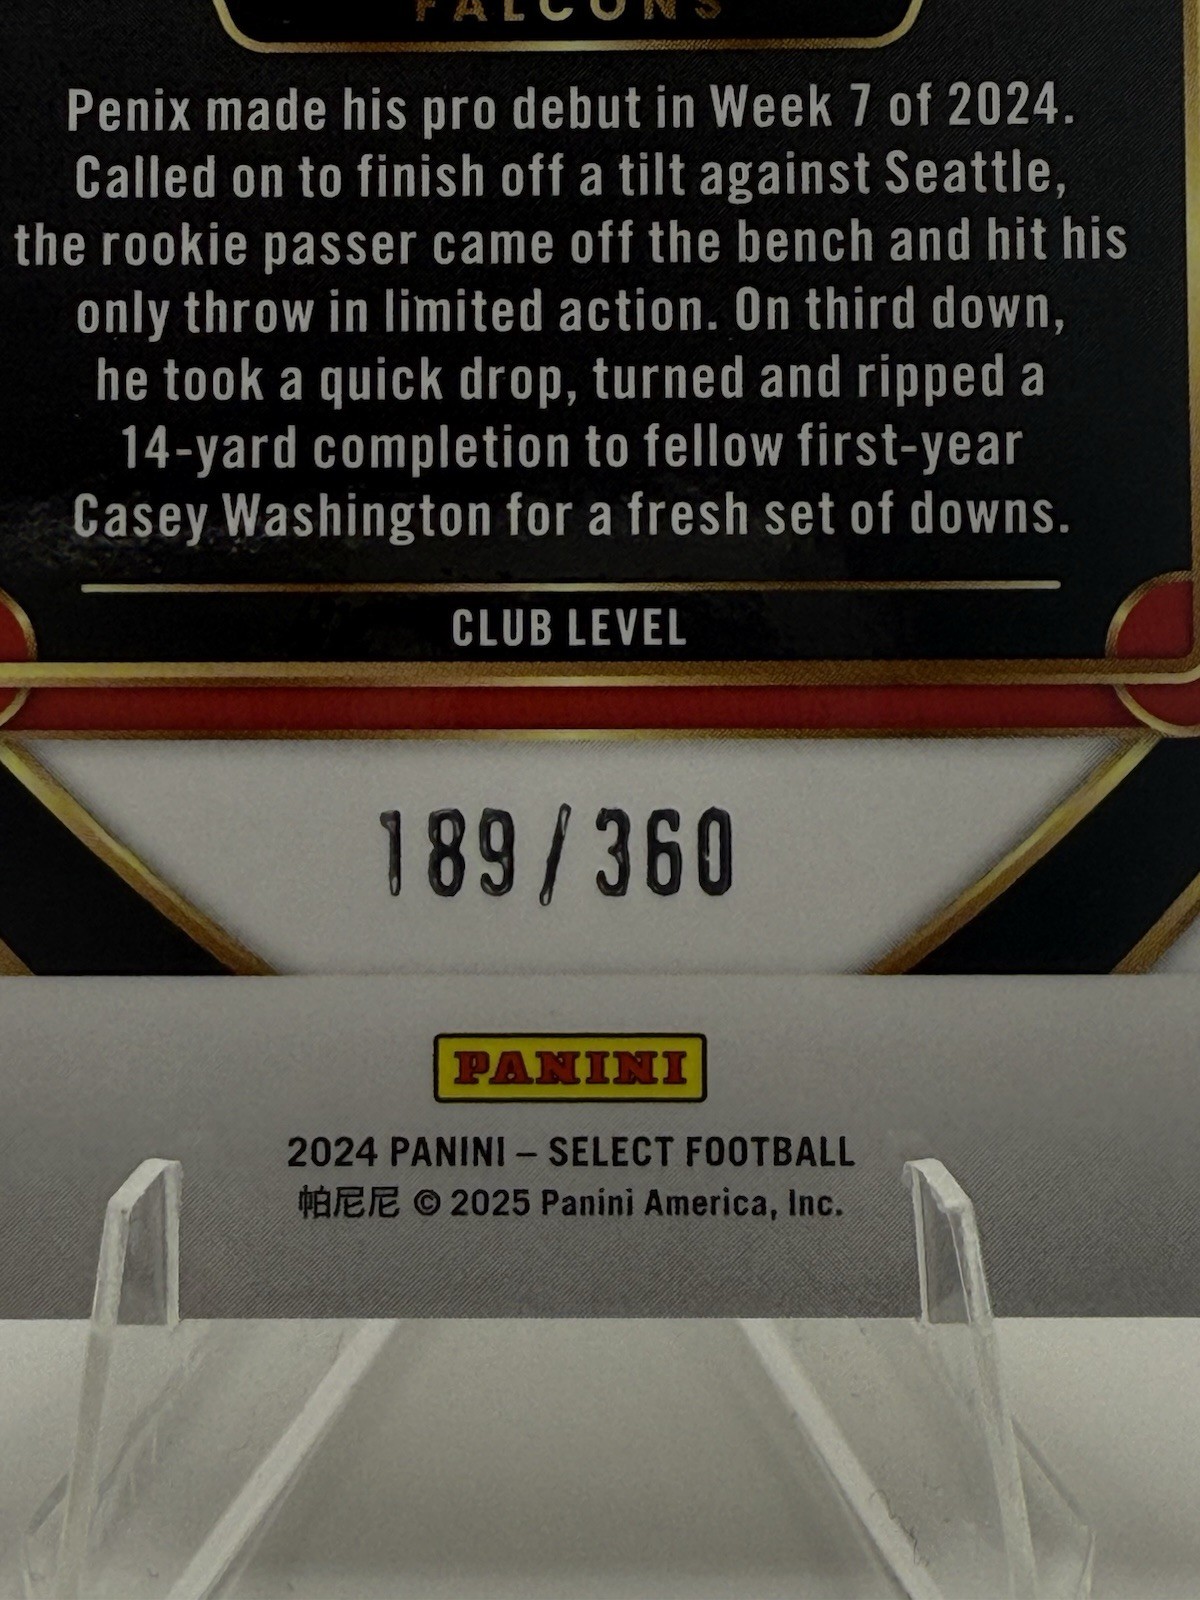 FALCONS
Penix made his pro debut in Week 7 of 2024.
Called on to finish off a tilt against Seattle,
the rookie passer came off the bench and hit his
only throw in limited action. On third down,
he took a quick drop, turned and ripped a
14-yard completion to fellow first-year
Casey Washington for a fresh set of downs.
CLUB LEVEL
189/360
PANINI
2024 PANINI – SELECT FOOTBALL
帕尼尼 © 2025 Panini America, Inc.